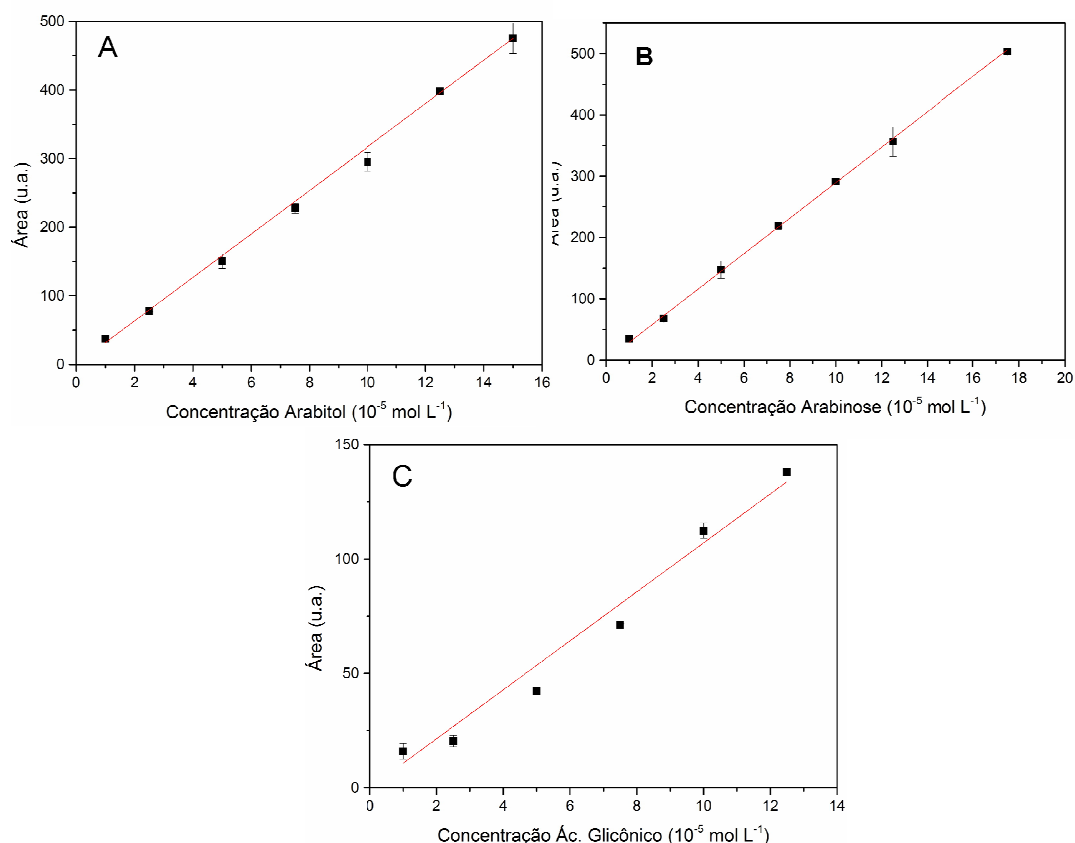 A
500
400
300
200
100
0
Área (u.a.)
0 2 4 6 8 10 12 14 16
Concentração Arabitol (10⁻⁵ mol L⁻¹)
B
500
400
300
200
100
0
Área (u.a.)
0 2 4 6 8 10 12 14 16 18 20
Concentração Arabinose (10⁻⁵ mol L⁻¹)
C
150
100
50
0
Área (u.a.)
0 2 4 6 8 10 12 14
Concentração Ác. Glicônico (10⁻⁵ mol L⁻¹)